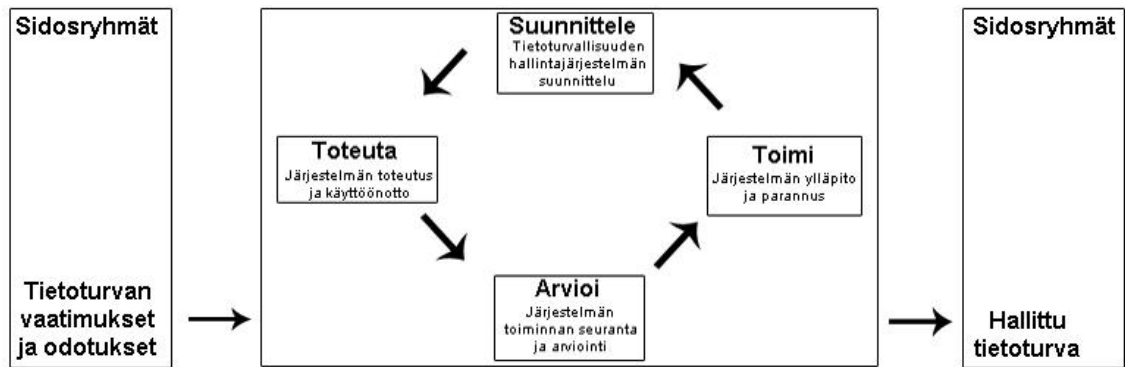 Sidosryhmät
Tietoturvan
vaatimukset
ja odotukset
Suunnittele
Tietoturvallisuuden
hallintajärjestelmän
suunnittelu
Toteuta
Järjestelmän toteutus
ja käyttöönotto
Toimi
Järjestelmän ylläpito
ja parannus
Arvioi
Järjestelmän
toiminnan seuranta
ja arviointi
Sidosryhmät
Hallittu
tietoturva